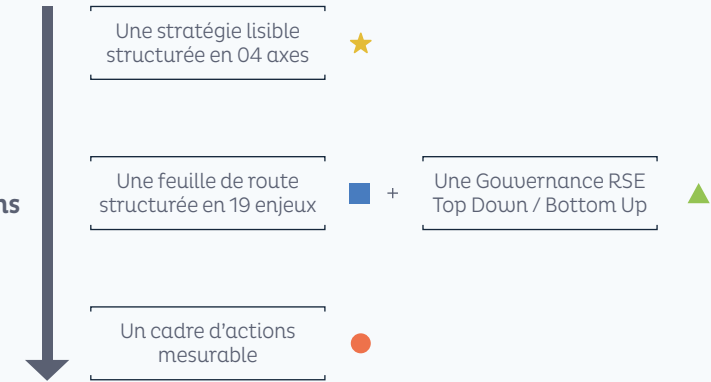 Une stratégie lisible
structurée en 04 axes
Une feuille de route
structurée en 19 enjeux
+
Une Gouvernance RSE
Top Down / Bottom Up
ns
Un cadre d'actions
mesurable